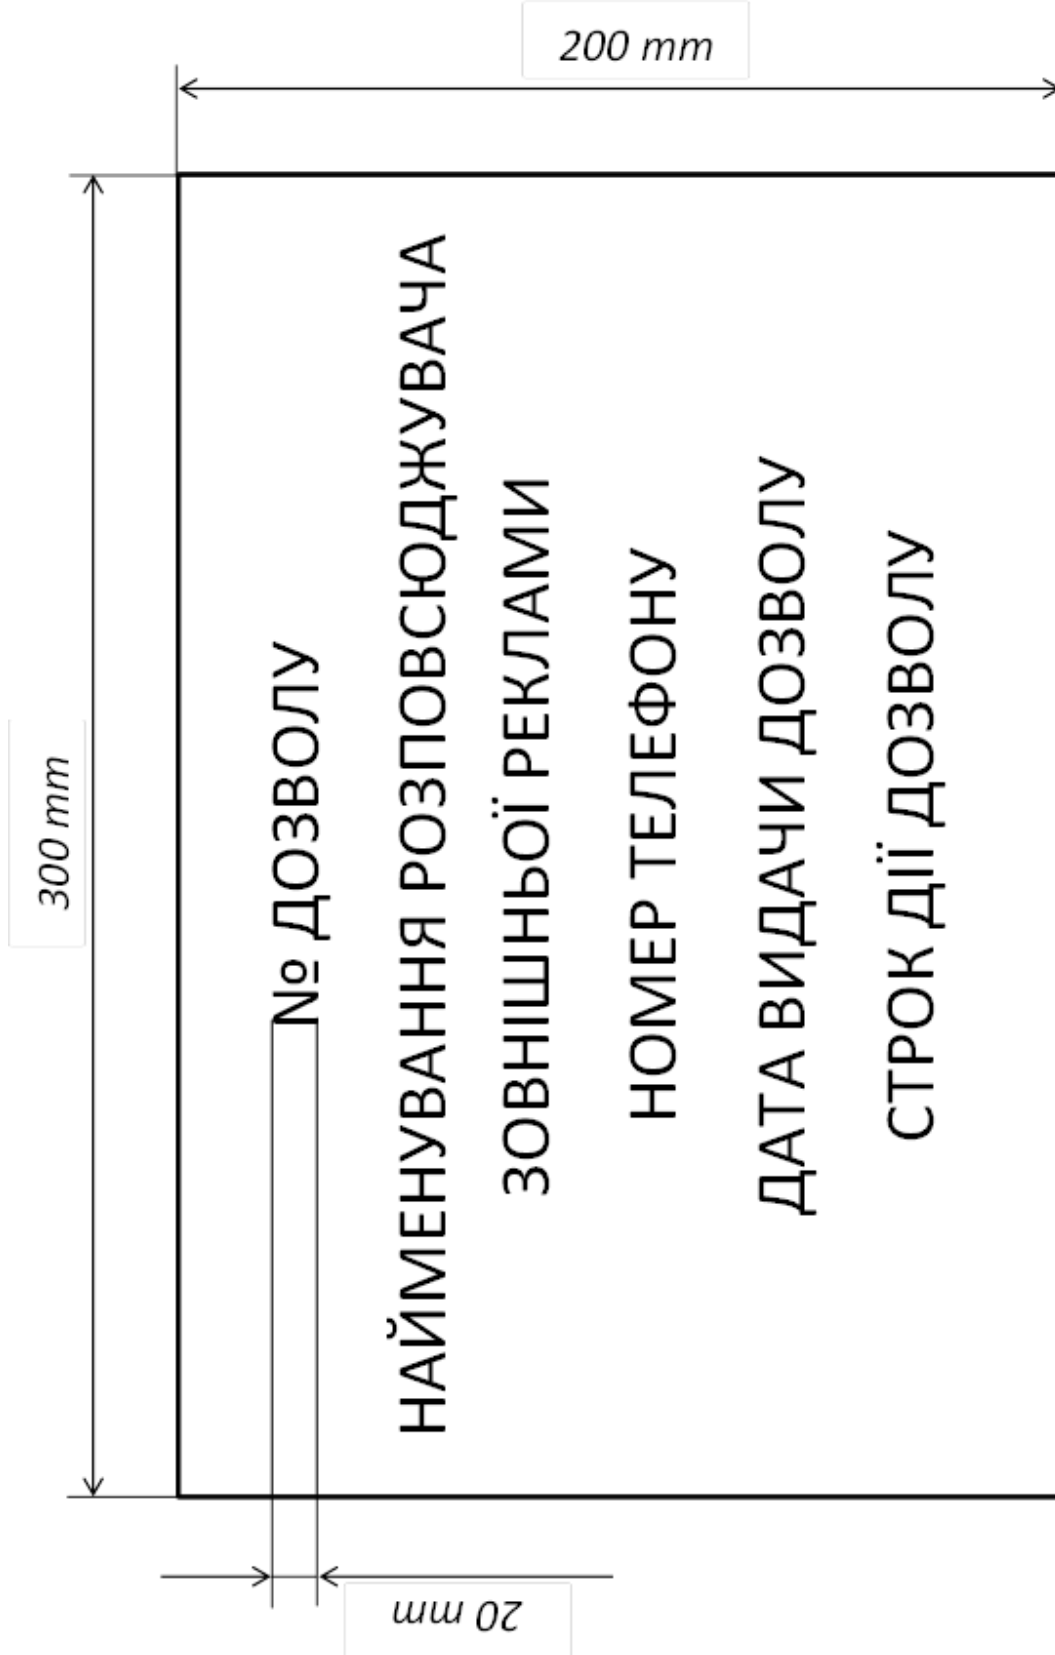 200 mm
300 mm
№ ДОЗВОЛУ
НАЙМЕНУВАННЯ РОЗПОВСЮДЖУВАЧА
ЗОВНІШНЬОЇ РЕКЛАМИ
НОМЕР ТЕЛЕФОНУ
ДАТА ВИДАЧИ ДОЗВОЛУ
СТРОК ДІЇ ДОЗВОЛУ
20 mm